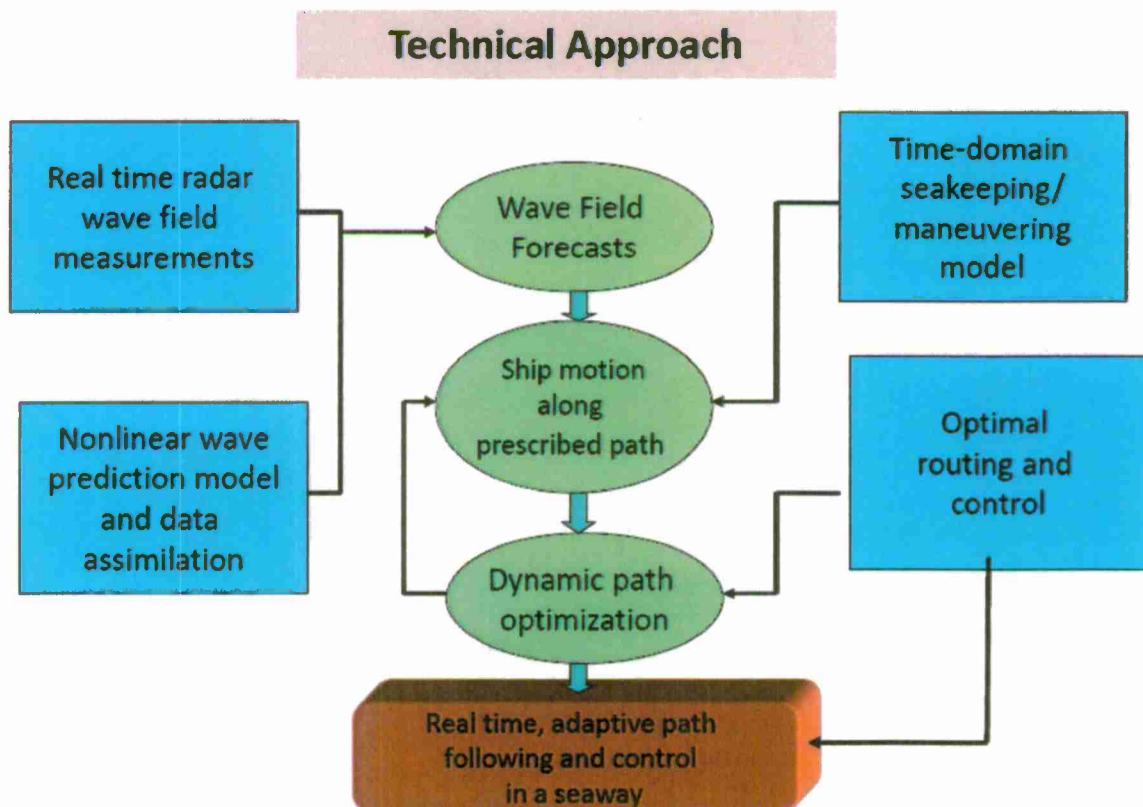 Technical Approach
Real time radar
wave field
measurements
Wave Field
Forecasts
Time-domain
seakeeping/
maneuvering
model
Ship motion
along
prescribed path
Nonlinear wave
prediction model
and data
assimilation
Optimal
routing and
control
Dynamic path
optimization
Real time, adaptive path
following and control
in a seaway